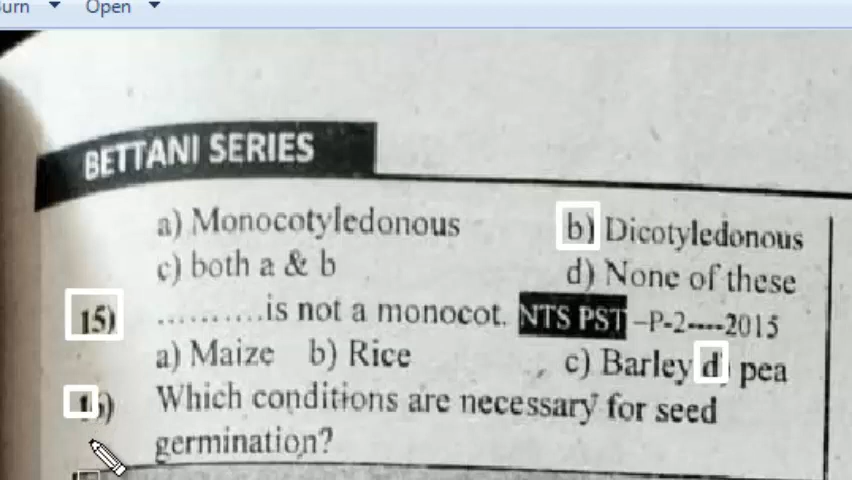 Open
BETTANI SERIES
a) Monocotyledonous b) Dicotyledonous
c) both a & b d) None of these
15) ..........is not a monocot. NTS PST –P-2----2015
a) Maize b) Rice c) Barley d) pea
16) Which conditions are necessary for seed
germination?